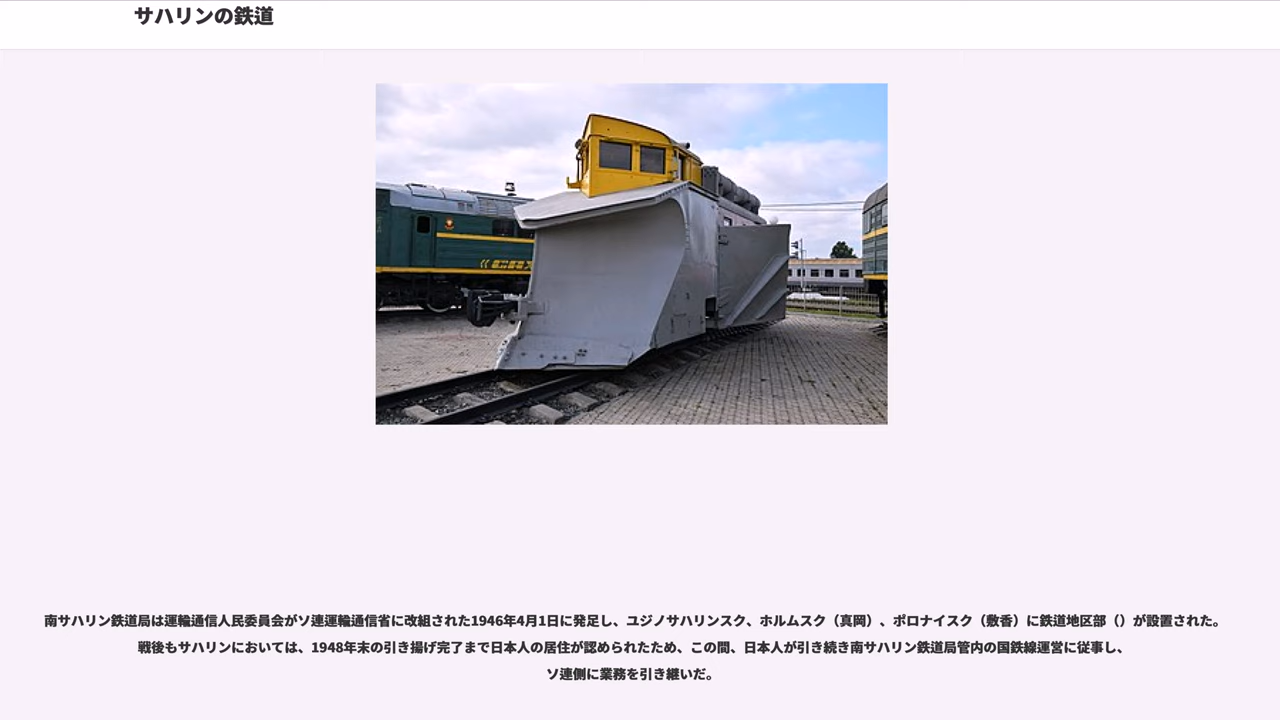 サハリンの鉄道
南サハリン鉄道局は運輸通信人民委員会がソ連運輸通信省に改組された1946年4月1日に発足し、ユジノサハリンスク、ホルムスク（真岡）、ポロナイスク（敷香）に鉄道地区部（）が設置された。
戦後もサハリンにおいては、1948年末の引き揚げ完了まで日本人の居住が認められたため、この間、日本人が引き続き南サハリン鉄道局管内の国鉄線運営に従事し、
ソ連側に業務を引き継いだ。